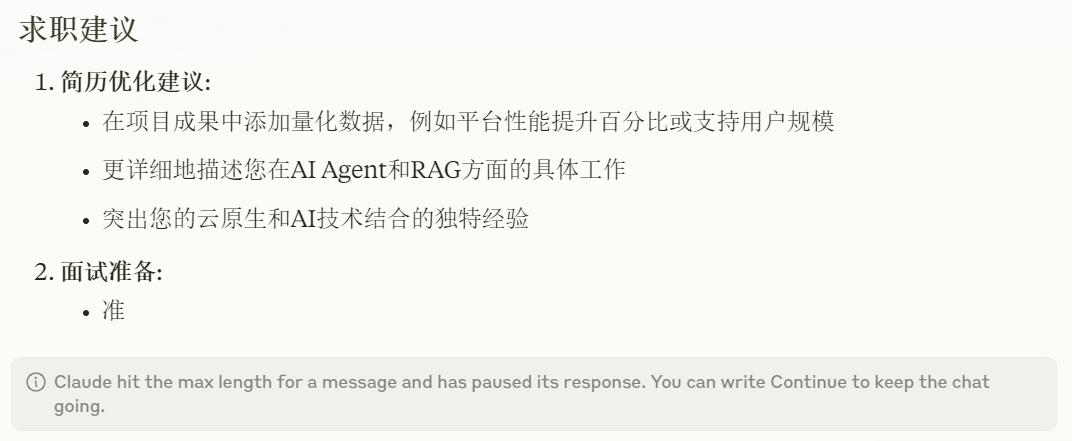 求职建议
1. 简历优化建议:
• 在项目成果中添加量化数据，例如平台性能提升百分比或支持用户规模
• 更详细地描述您在AI Agent和RAG方面的具体工作
• 突出您的云原生和AI技术结合的独特经验
2. 面试准备:
• 准
Claude hit the max length for a message and has paused its response. You can write Continue to keep the chat
going.